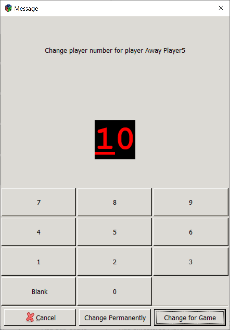 Message
Change player number for player Away Player5
10
7 8 9
4 5 6
1 2 3
Blank 0
Cancel Change Permanently Change for Game